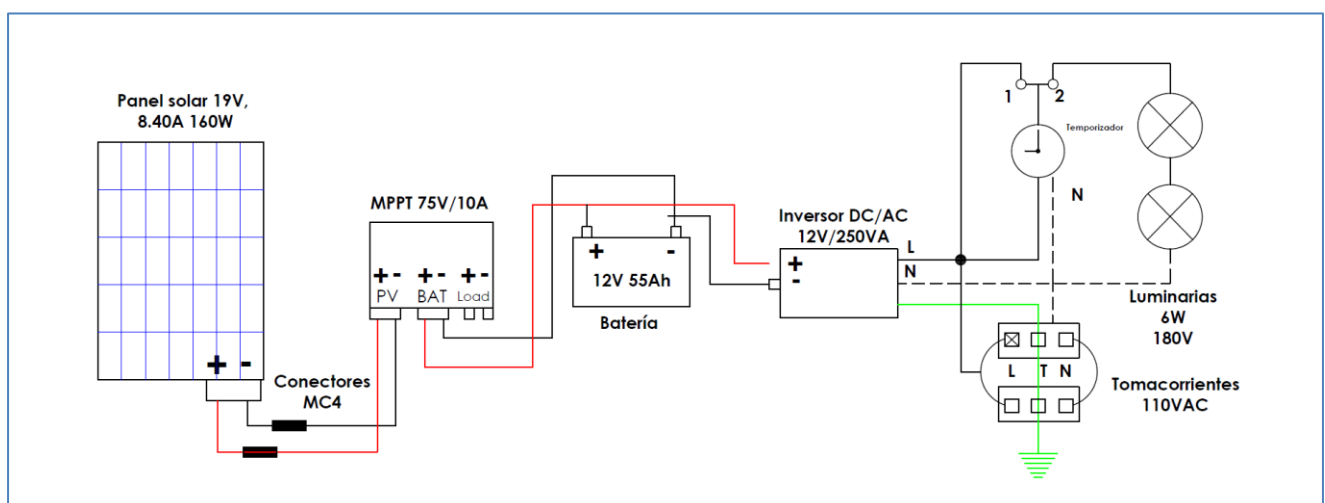 Panel solar 19V,
8.40A 160W
+ -
Conectores
MC4
MPPT 75V/10A
+- +- +-
PV BAT Load
+ -
12V 55Ah
Batería
Inversor DC/AC
12V/250VA
+
-
L
N
1 2
Temporizador
N
Luminarias
6W
180V
L T N
Tomacorrientes
110VAC